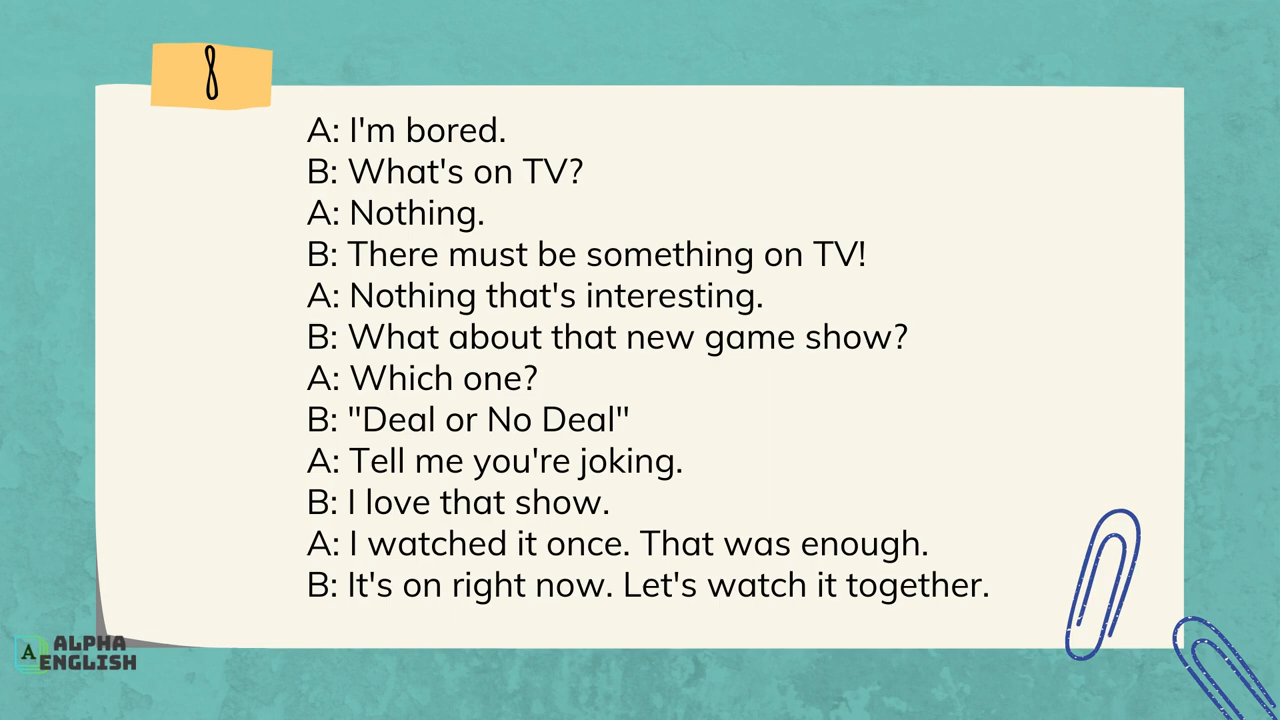 8
A: I'm bored.
B: What's on TV?
A: Nothing.
B: There must be something on TV!
A: Nothing that's interesting.
B: What about that new game show?
A: Which one?
B: "Deal or No Deal"
A: Tell me you're joking.
B: I love that show.
A: I watched it once. That was enough.
B: It's on right now. Let's watch it together.
A
ALPHA
ENGLISH